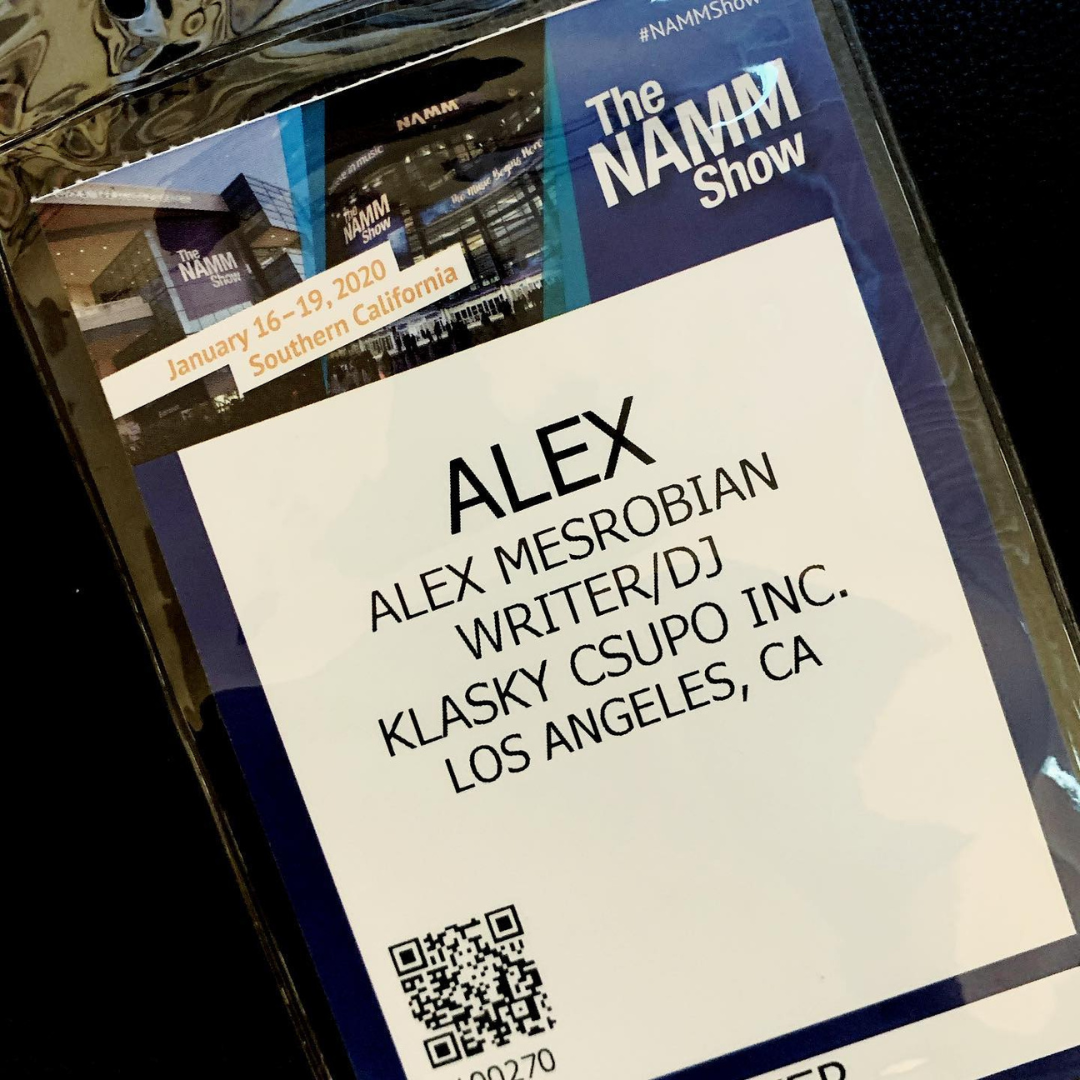 #NAMMShow
The
NAMM
Show
NAMM
The
NAMM
Show
The
NAMM
Show
January 16–19, 2020
Southern California
ALEX
ALEX MESROBIAN
WRITER/DJ
KLASKY CSUPO INC.
LOS ANGELES, CA
00270